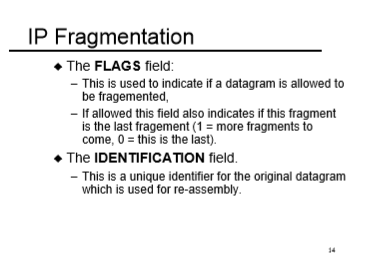 IP Fragmentation
◆ The FLAGS field:
– This is used to indicate if a datagram is allowed to
be fragemented,
– If allowed this field also indicates if this fragment
is the last fragement (1 = more fragments to
come, 0 = this is the last).
◆ The IDENTIFICATION field.
– This is a unique identifier for the original datagram
which is used for re-assembly.
14